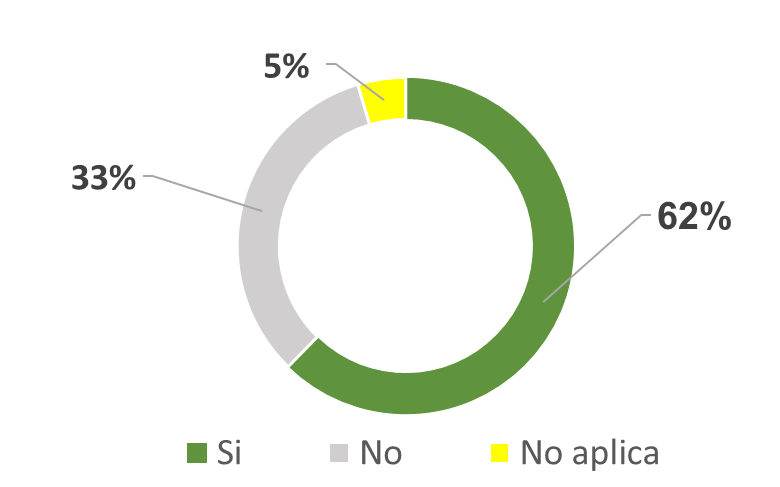 5%
33%
62%
Si
No
No aplica